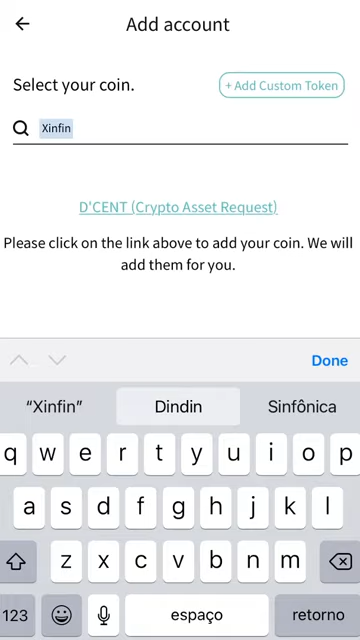 Add account
Select your coin.
+ Add Custom Token
Xinfin
D'CENT (Crypto Asset Request)
Please click on the link above to add your coin. We will
add them for you.
Done
“Xinfin”
Dindin
Sinfônica
q w e r t y u i o p
a s d f g h j k l
z x c v b n m
123
espaço
retorno